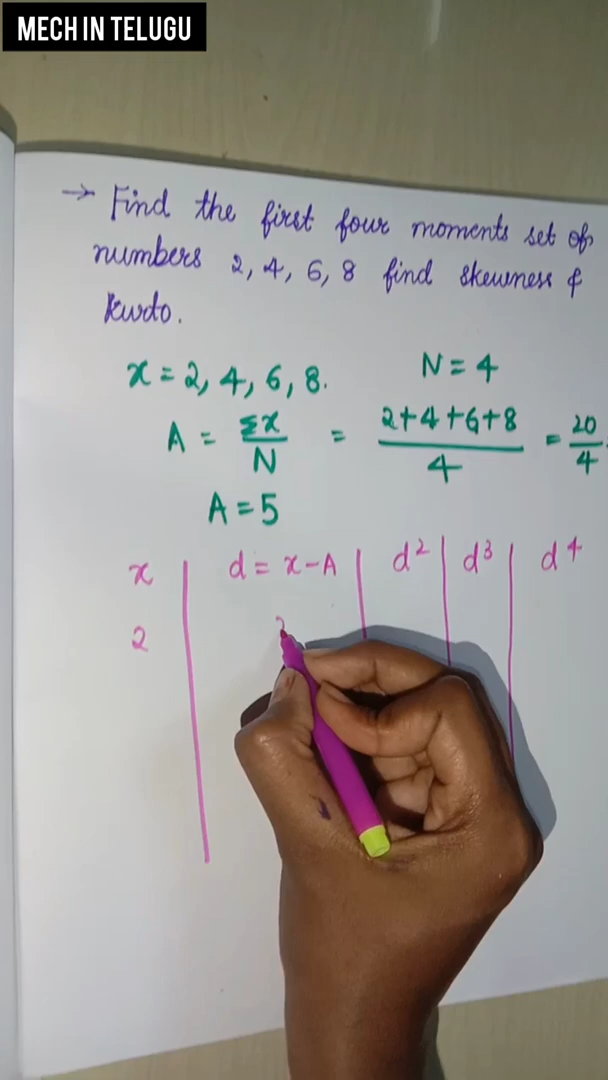 MECH IN TELUGU
→ Find the first four moments set of
numbers 2, 4, 6, 8 find skewness &
kurto.
x = 2, 4, 6, 8. N = 4
A = Σx/N = 2+4+6+8/4 = 20/4
A = 5
x d = x-A d² d³ d⁴
2